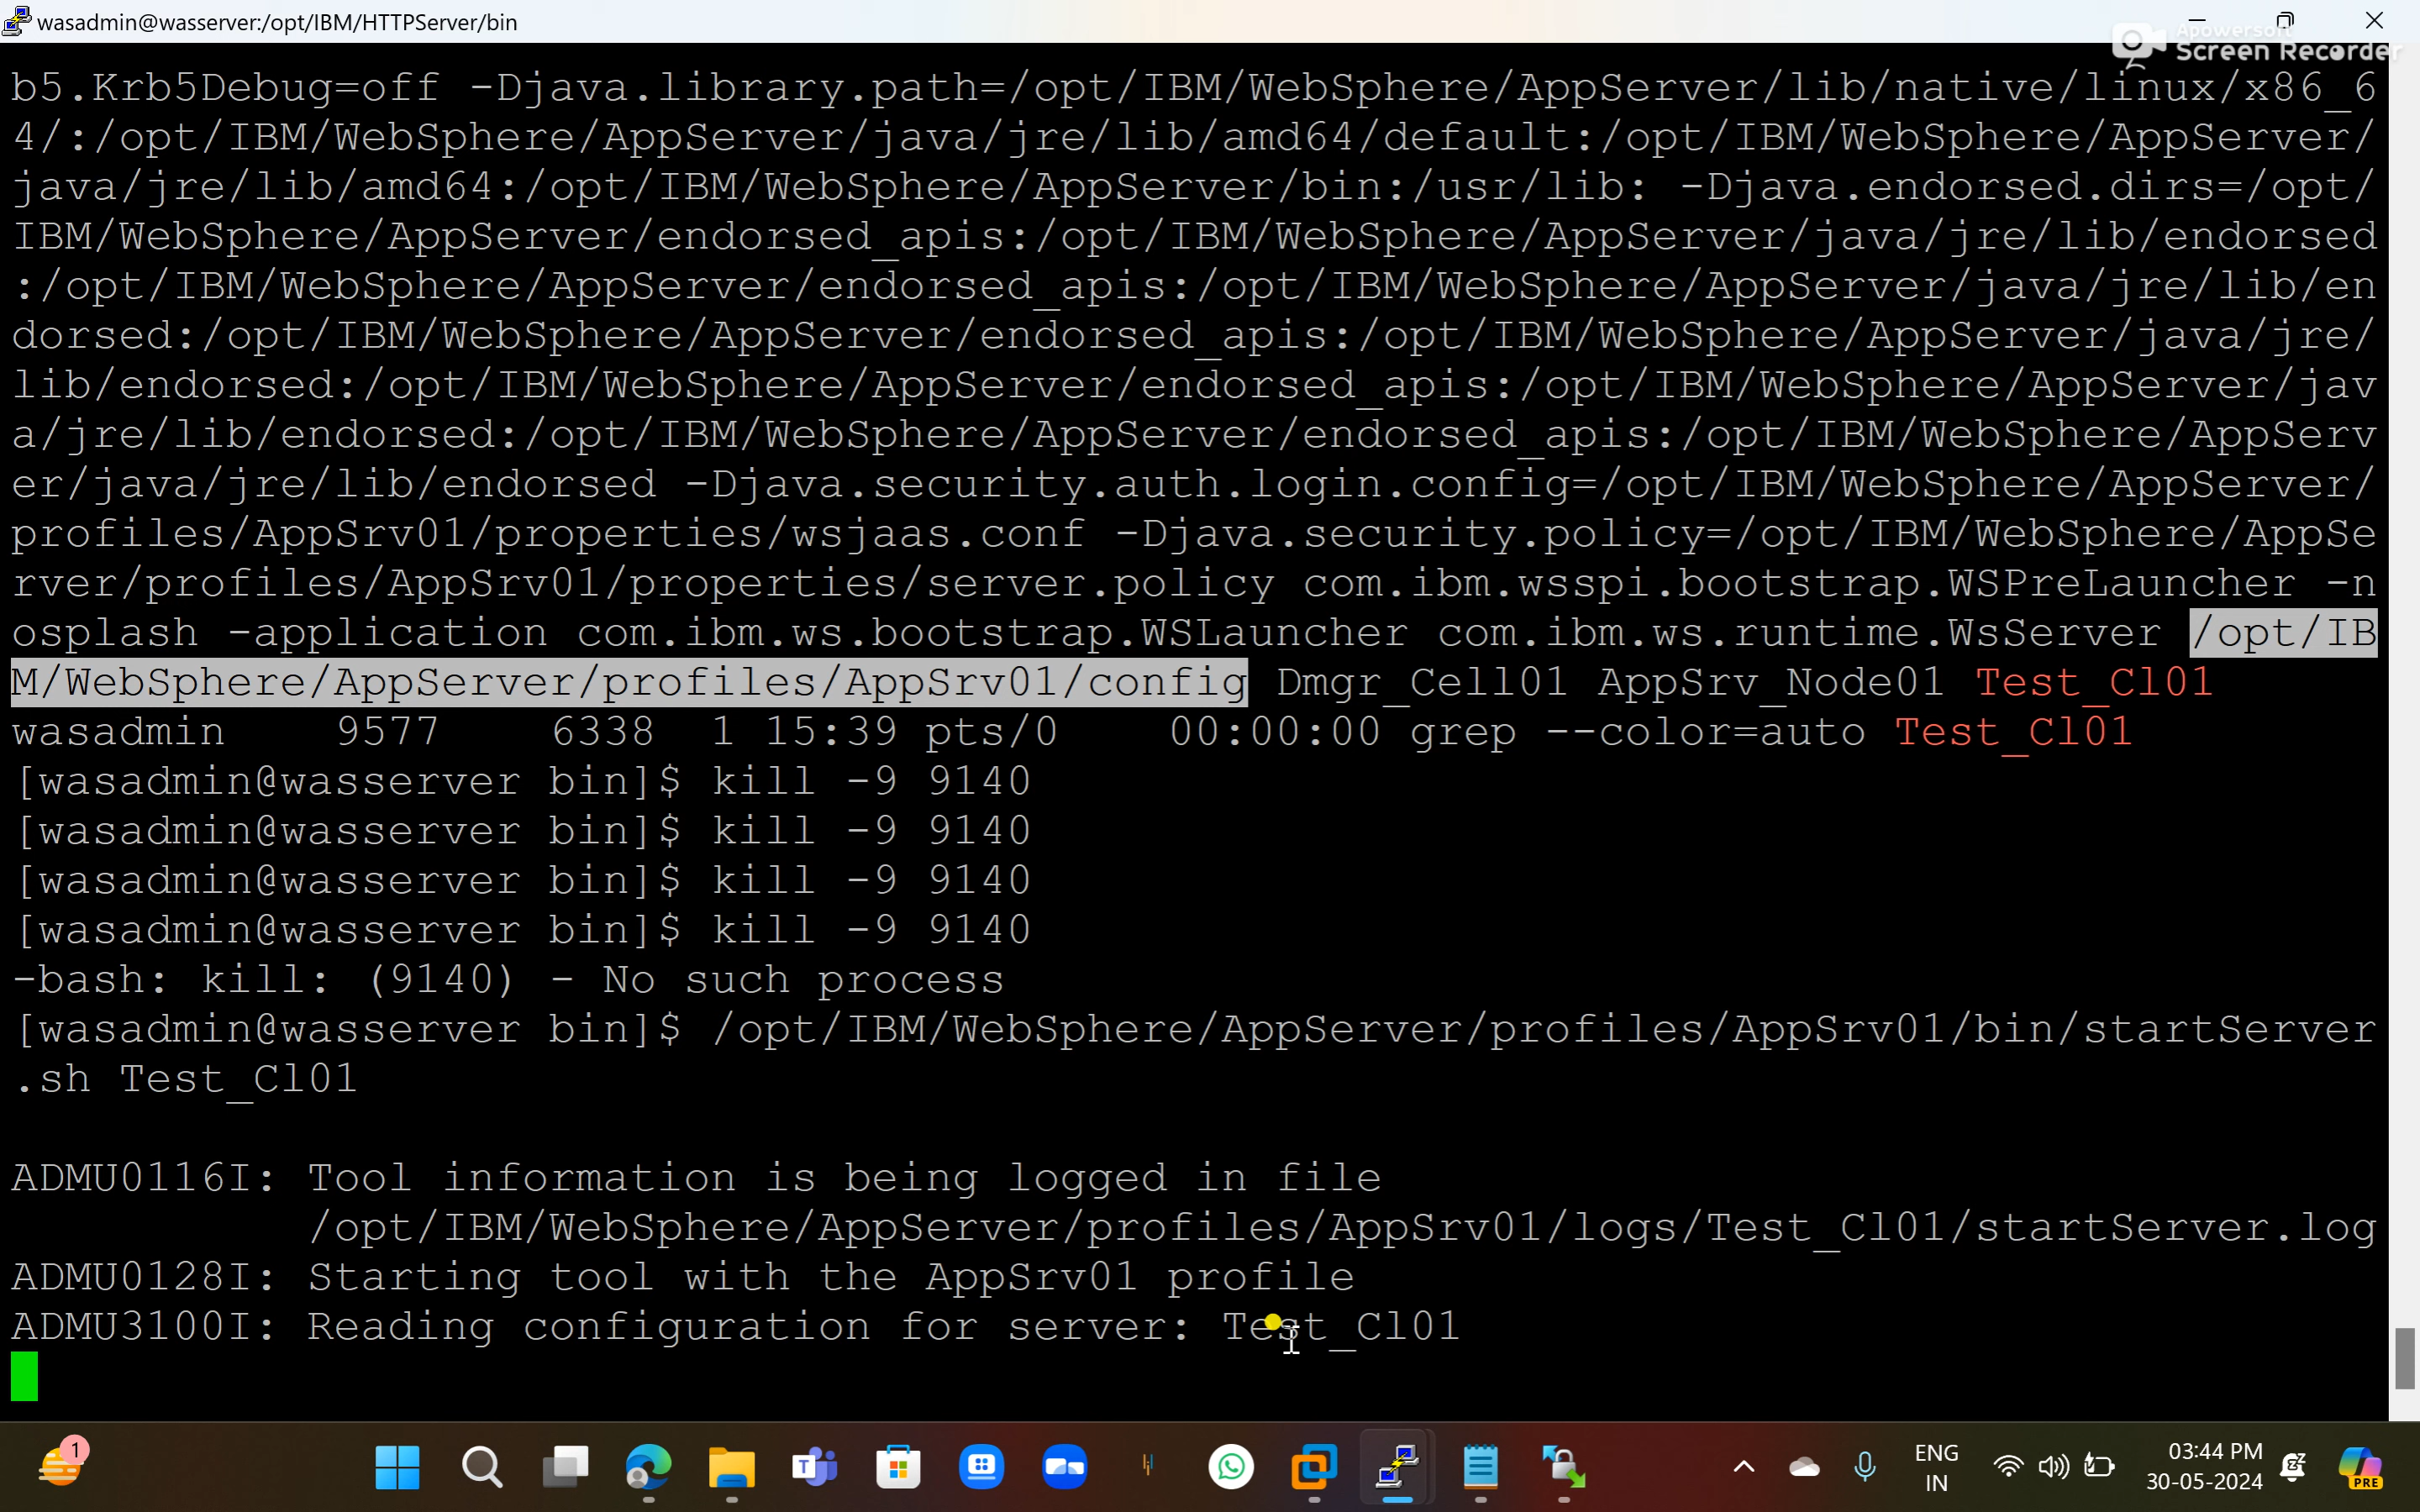 wasadmin@wasserver:/opt/IBM/HTTPServer/bin
Apowersoft
Screen Recorder
b5.Krb5Debug=off -Djava.library.path=/opt/IBM/WebSphere/AppServer/lib/native/linux/x86_6
4/:/opt/IBM/WebSphere/AppServer/java/jre/lib/amd64/default:/opt/IBM/WebSphere/AppServer/
java/jre/lib/amd64:/opt/IBM/WebSphere/AppServer/bin:/usr/lib: -Djava.endorsed.dirs=/opt/
IBM/WebSphere/AppServer/endorsed_apis:/opt/IBM/WebSphere/AppServer/java/jre/lib/endorsed
:/opt/IBM/WebSphere/AppServer/endorsed_apis:/opt/IBM/WebSphere/AppServer/java/jre/lib/en
dorsed:/opt/IBM/WebSphere/AppServer/endorsed_apis:/opt/IBM/WebSphere/AppServer/java/jre/
lib/endorsed:/opt/IBM/WebSphere/AppServer/endorsed_apis:/opt/IBM/WebSphere/AppServer/jav
a/jre/lib/endorsed:/opt/IBM/WebSphere/AppServer/endorsed_apis:/opt/IBM/WebSphere/AppServ
er/java/jre/lib/endorsed -Djava.security.auth.login.config=/opt/IBM/WebSphere/AppServer/
profiles/AppSrv01/properties/wsjaas.conf -Djava.security.policy=/opt/IBM/WebSphere/AppSe
rver/profiles/AppSrv01/properties/server.policy com.ibm.wsspi.bootstrap.WSPreLauncher -n
osplash -application com.ibm.ws.bootstrap.WSLauncher com.ibm.ws.runtime.WsServer /opt/IB
M/WebSphere/AppServer/profiles/AppSrv01/config Dmgr_Cell01 AppSrv_Node01 Test_Cl01
wasadmin 9577 6338 1 15:39 pts/0 00:00:00 grep --color=auto Test_Cl01
[wasadmin@wasserver bin]$ kill -9 9140
[wasadmin@wasserver bin]$ kill -9 9140
[wasadmin@wasserver bin]$ kill -9 9140
[wasadmin@wasserver bin]$ kill -9 9140
-bash: kill: (9140) - No such process
[wasadmin@wasserver bin]$ /opt/IBM/WebSphere/AppServer/profiles/AppSrv01/bin/startServer
.sh Test_Cl01
ADMU0116I: Tool information is being logged in file
/opt/IBM/WebSphere/AppServer/profiles/AppSrv01/logs/Test_Cl01/startServer.log
ADMU0128I: Starting tool with the AppSrv01 profile
ADMU3100I: Reading configuration for server: Test_Cl01
1
T
ENG
IN
03:44 PM
30-05-2024
PRE